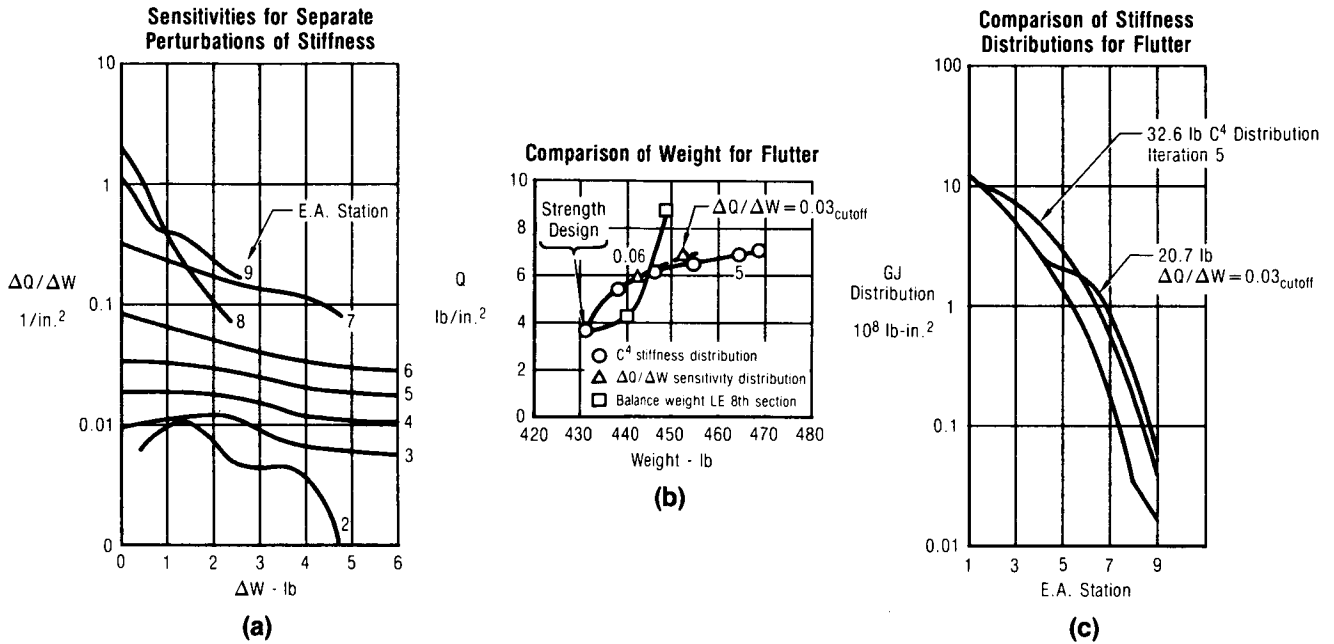 Sensitivities for Separate
Perturbations of Stiffness
10
1
0.1
0.01
0
ΔQ/ΔW
1/in.²
E.A. Station
9
8
7
6
5
4
3
2
0 1 2 3 4 5 6
ΔW - lb
(a)
Comparison of Weight for Flutter
10
8
6
4
2
0
Q
lb/in.²
Strength
Design
ΔQ/ΔW=0.03cutoff
0.06
5
C⁴ stiffness distribution
ΔQ/ΔW sensitivity distribution
Balance weight LE 8th section
420 430 440 450 460 470 480
Weight - lb
(b)
Comparison of Stiffness
Distributions for Flutter
100
10
1
0.1
0.01
GJ
Distribution
10⁸ lb-in.²
32.6 lb C⁴ Distribution
Iteration 5
20.7 lb
ΔQ/ΔW=0.03cutoff
1 3 5 7 9
E.A. Station
(c)